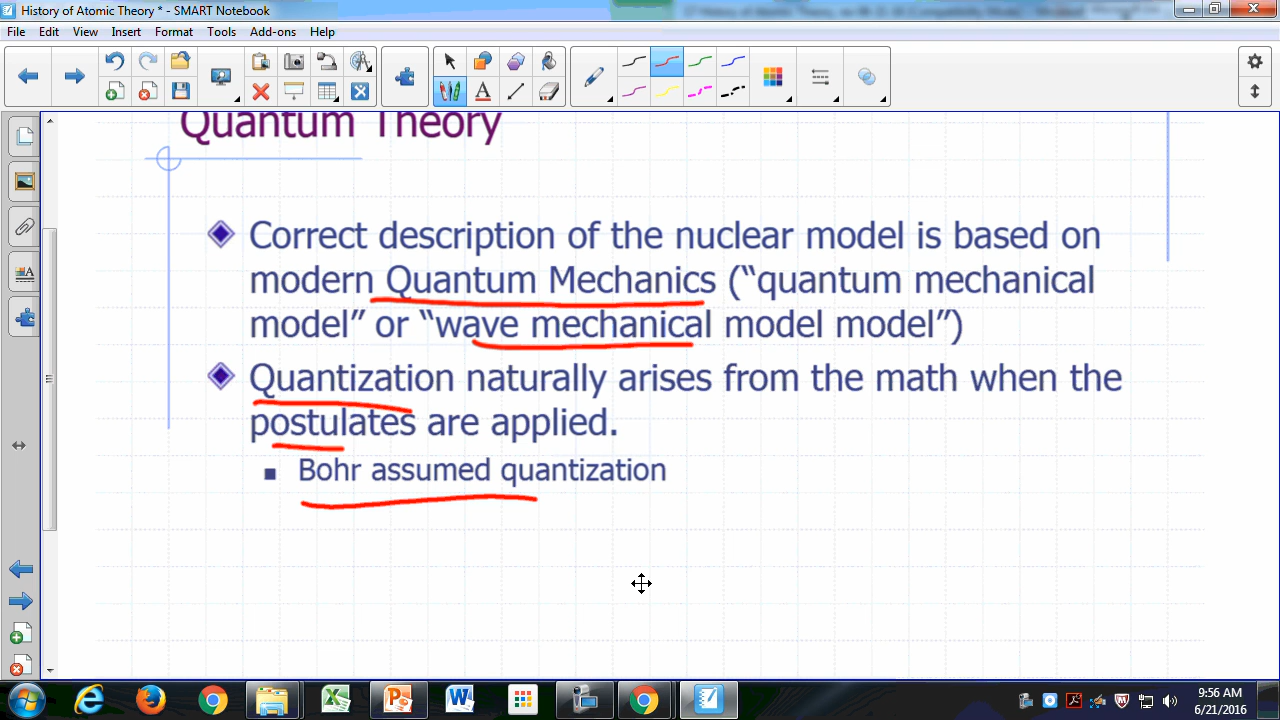 History of Atomic Theory * - SMART Notebook
File Edit View Insert Format Tools Add-ons Help
Quantum Theory
Correct description of the nuclear model is based on
modern Quantum Mechanics (“quantum mechanical
model” or “wave mechanical model model”)
Quantization naturally arises from the math when the
postulates are applied.
Bohr assumed quantization
9:56 AM
6/21/2016